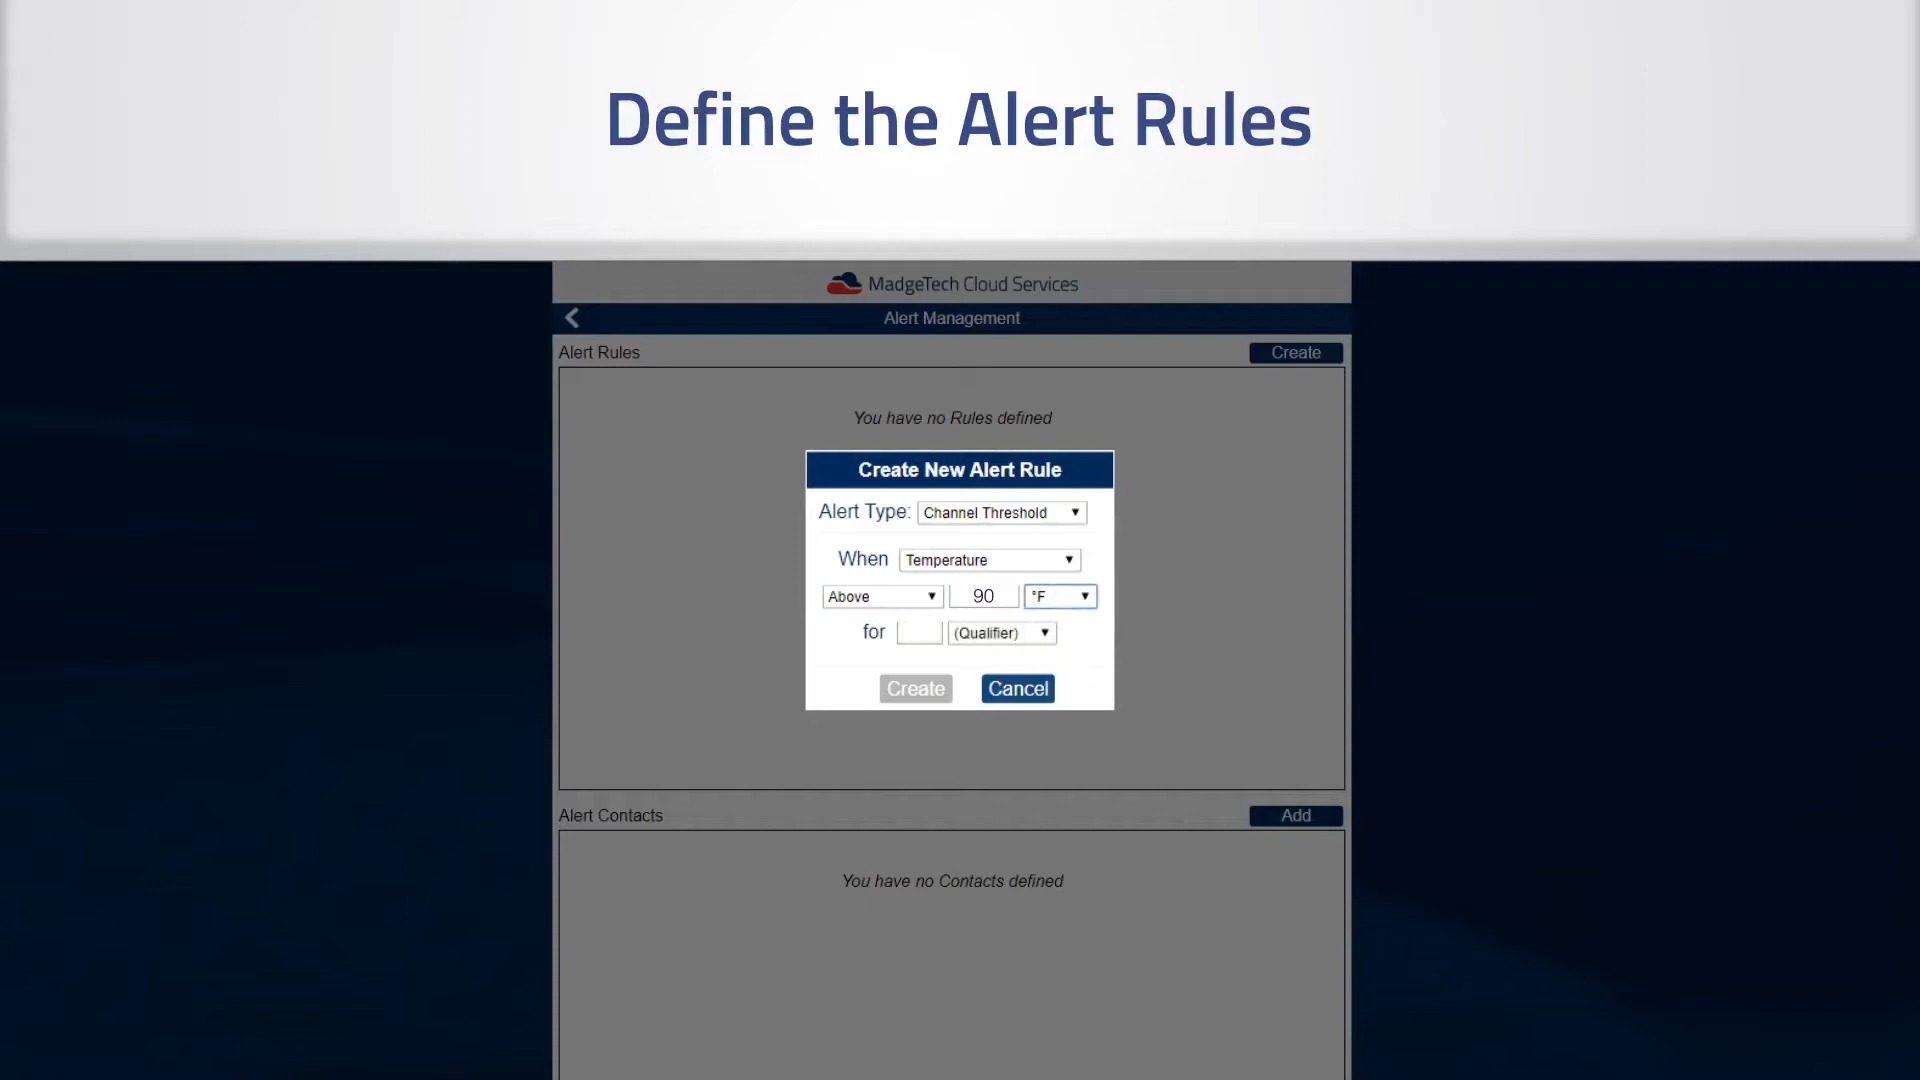 Define the Alert Rules
MadgeTech Cloud Services
Alert Management
Alert Rules Create
You have no Rules defined
Create New Alert Rule
Alert Type: Channel Threshold
When Temperature
Above 90 °F
for (Qualifier)
Create Cancel
Alert Contacts Add
You have no Contacts defined